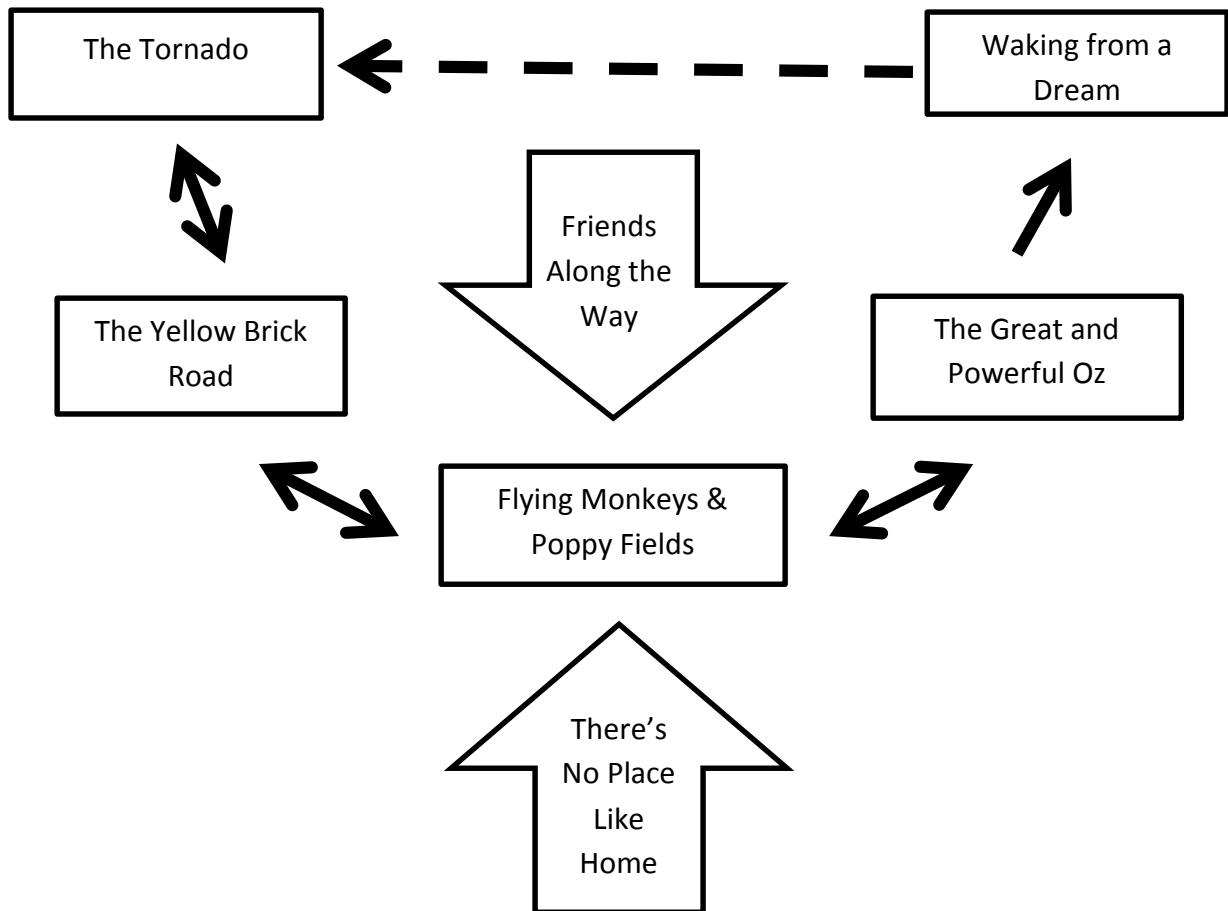 The Tornado
Waking from a
Dream
Friends
Along the
Way
The Yellow Brick
Road
The Great and
Powerful Oz
Flying Monkeys &
Poppy Fields
There’s
No Place
Like
Home